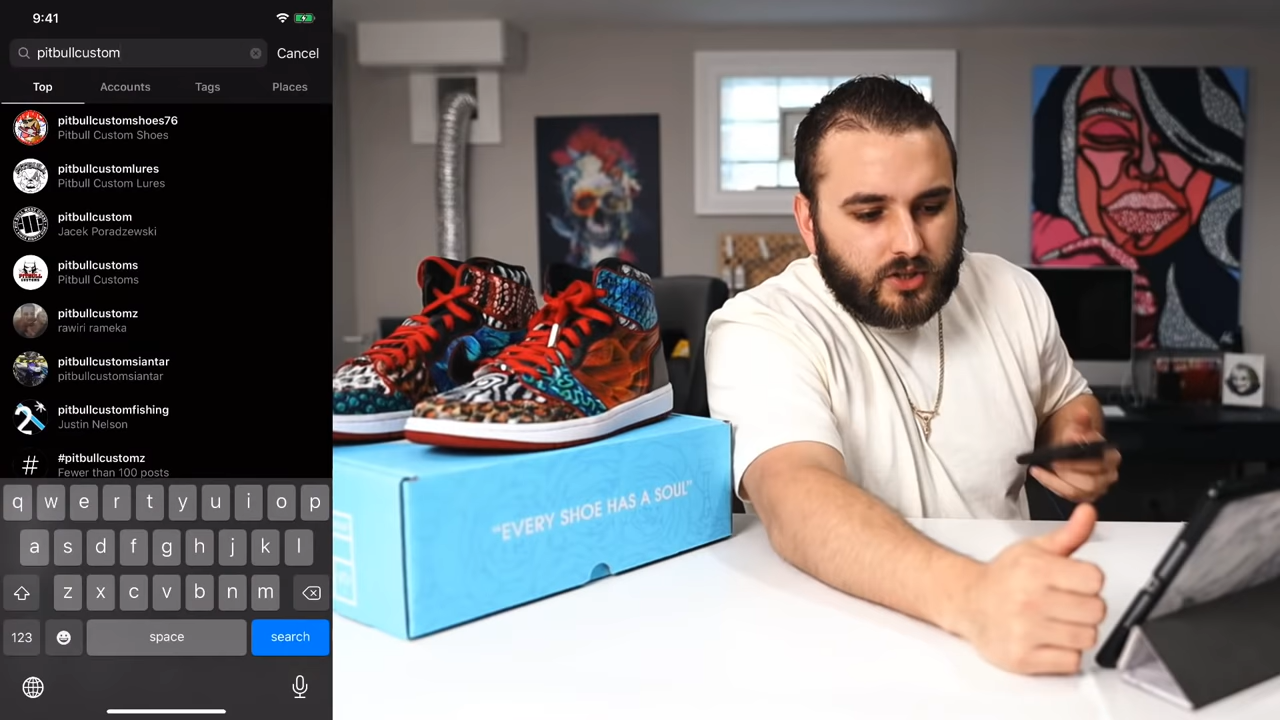 9:41
pitbullcustom
Cancel
Top Accounts Tags Places
pitbullcustomshoes76
Pitbull Custom Shoes
pitbullcustomlures
Pitbull Custom Lures
pitbullcustom
Jacek Poradzewski
pitbullcustoms
Pitbull Customs
pitbullcustomz
rawiri rameka
pitbullcustomsiantar
pitbullcustomsiantar
pitbullcustomfishing
Justin Nelson
#pitbullcustomz
Fewer than 100 posts
q w e r t y u i o p
a s d f g h j k l
z x c v b n m
123 space search
"EVERY SHOE HAS A SOUL"